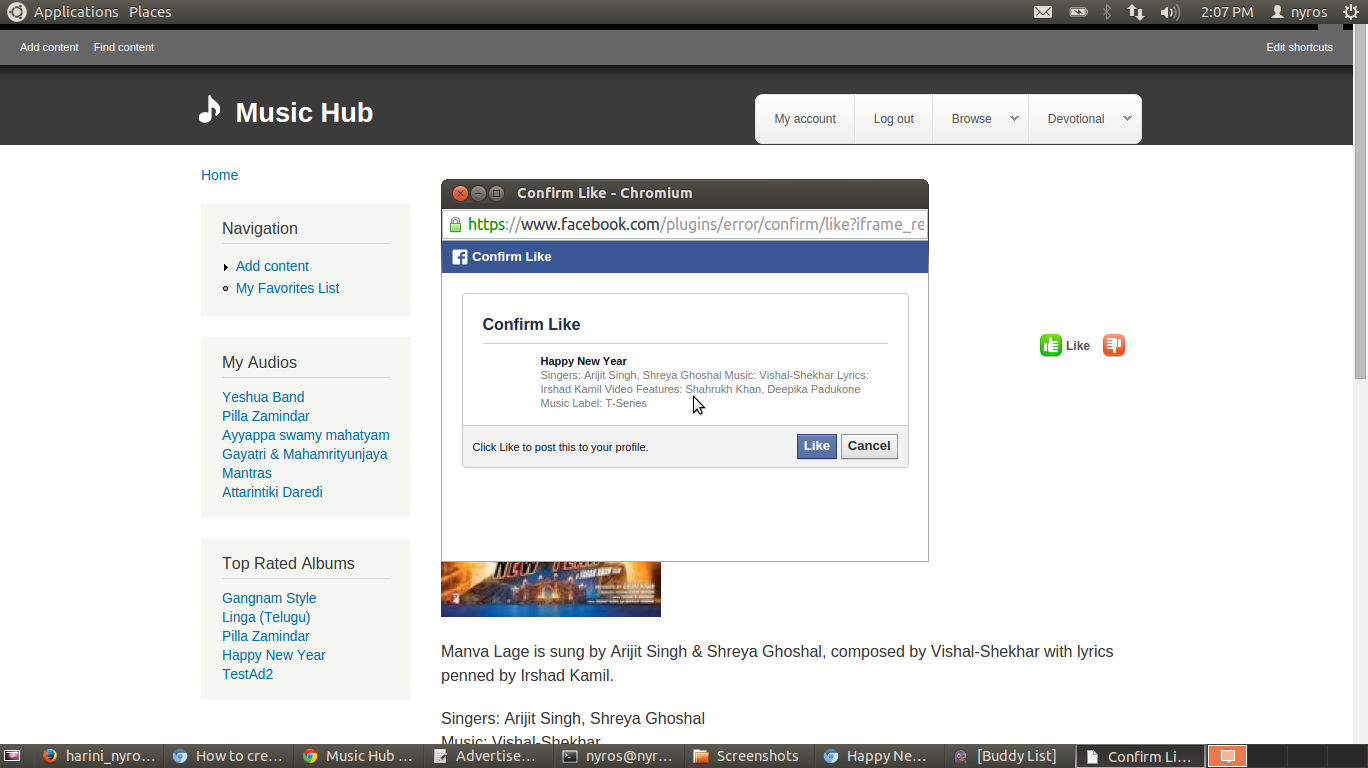 Applications Places
2:07 PM nyros
Add content Find content
Edit shortcuts
Music Hub
My account Log out Browse Devotional
Home
Navigation
Add content
My Favorites List
My Audios
Yeshua Band
Pilla Zamindar
Ayyappa swamy mahatyam
Gayatri & Mahamrityunjaya
Mantras
Attarintiki Daredi
Top Rated Albums
Gangnam Style
Linga (Telugu)
Pilla Zamindar
Happy New Year
TestAd2
Confirm Like - Chromium
https://www.facebook.com/plugins/error/confirm/like?iframe_re
Confirm Like
Confirm Like
Happy New Year
Singers: Arijit Singh, Shreya Ghoshal Music: Vishal-Shekhar Lyrics:
Irshad Kamil Video Features: Shahrukh Khan, Deepika Padukone
Music Label: T-Series
Click Like to post this to your profile.
Like Cancel
Like
NEW
Manva Lage is sung by Arijit Singh & Shreya Ghoshal, composed by Vishal-Shekhar with lyrics
penned by Irshad Kamil.
Singers: Arijit Singh, Shreya Ghoshal
Music: Vishal-Shekhar
harini_nyro... How to cre... Music Hub ... Advertise... nyros@nyr... Screenshots Happy Ne... [Buddy List] Confirm Li...